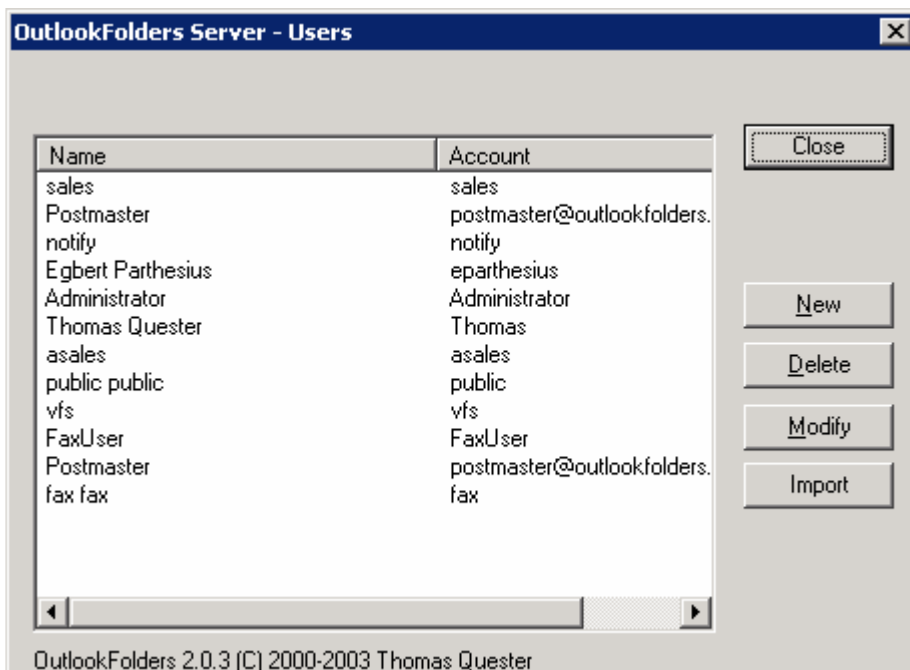 OutlookFolders Server - Users
Name Account
sales sales
Postmaster postmaster@outlookfolders.
notify notify
Egbert Parthesius eparthesius
Administrator Administrator
Thomas Quester Thomas
asales asales
public public public
vfs vfs
FaxUser FaxUser
Postmaster postmaster@outlookfolders.
fax fax fax
Close
New
Delete
Modify
Import
OutlookFolders 2.0.3 (C) 2000-2003 Thomas Quester